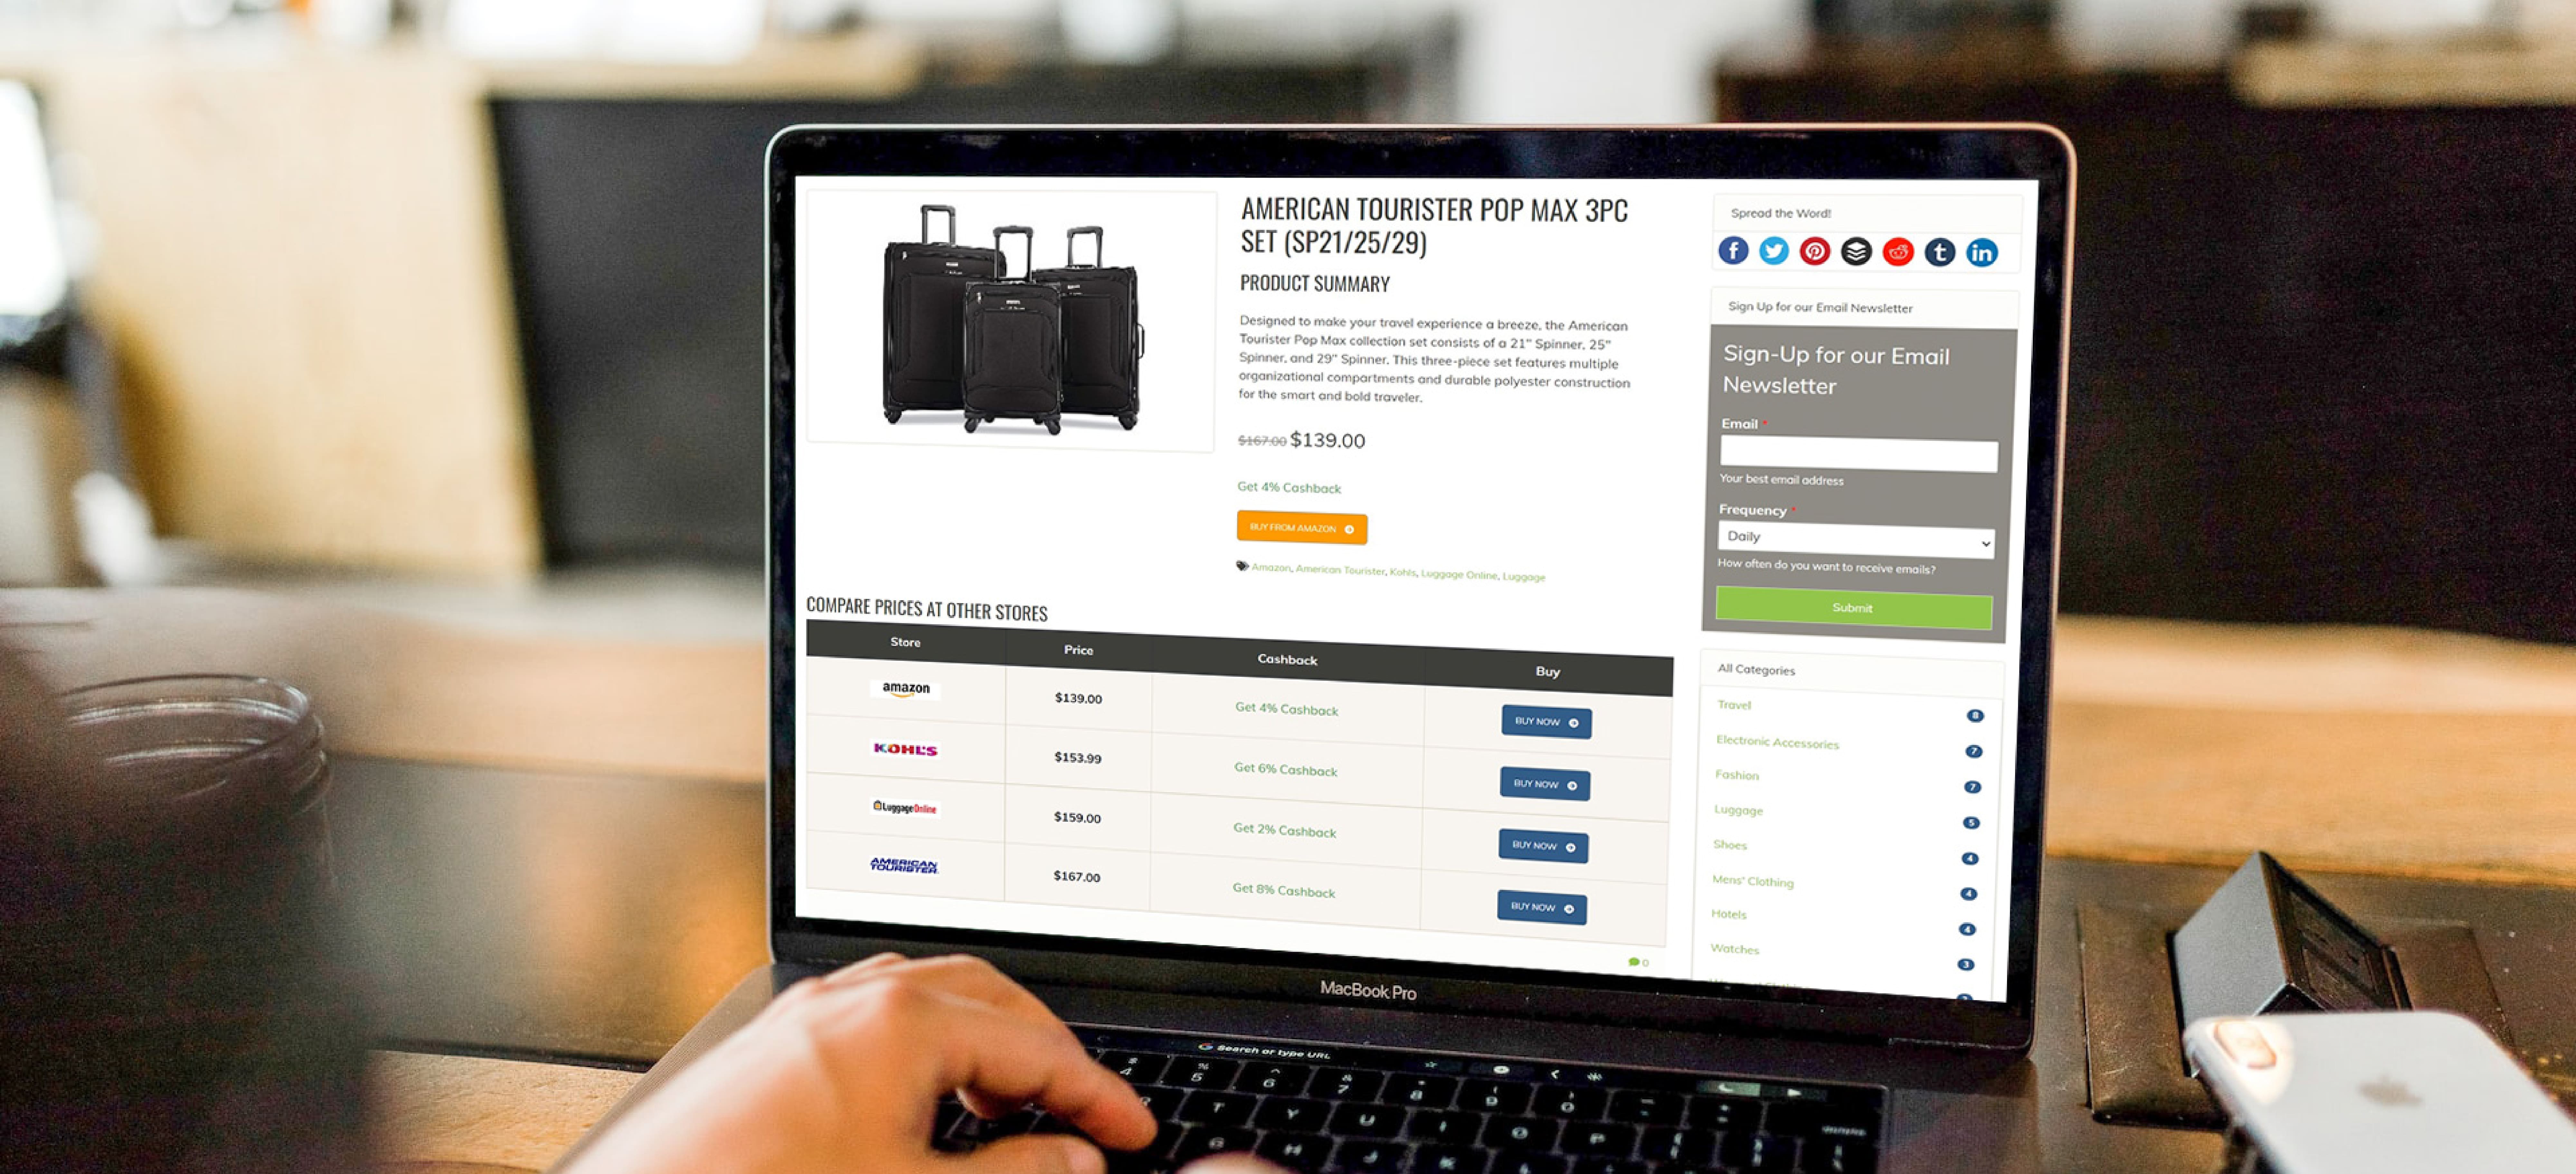 AMERICAN TOURISTER POP MAX 3PC
SET (SP21/25/29)
PRODUCT SUMMARY
Designed to make your travel experience a breeze, the American
Tourister Pop Max collection set consists of a 21" Spinner, 25"
Spinner, and 29" Spinner. This three-piece set features multiple
organizational compartments and durable polyester construction
for the smart and bold traveler.
$167.00 $139.00
Get 4% Cashback
BUY FROM AMAZON
Amazon, American Tourister, Kohls, Luggage Online, Luggage
COMPARE PRICES AT OTHER STORES
Store Price Cashback Buy
amazon $139.00 Get 4% Cashback BUY NOW
KOHL'S $153.99 Get 6% Cashback BUY NOW
LuggageOnline $159.00 Get 2% Cashback BUY NOW
AMERICAN
TOURISTER $167.00 Get 8% Cashback BUY NOW
0
Spread the Word!
f t in
Sign Up for our Email Newsletter
Sign-Up for our Email
Newsletter
Email *
Your best email address
Frequency *
Daily
How often do you want to receive emails?
Submit
All Categories
Travel 8
Electronic Accessories 7
Fashion 7
Luggage 5
Shoes 4
Mens' Clothing 4
Hotels 4
Watches 3
MacBook Pro
G Search or type URL
$ 4 % 5 ^ 6 & 7 * 8 ( 9 ) 0
T Y U I O P
G H J K